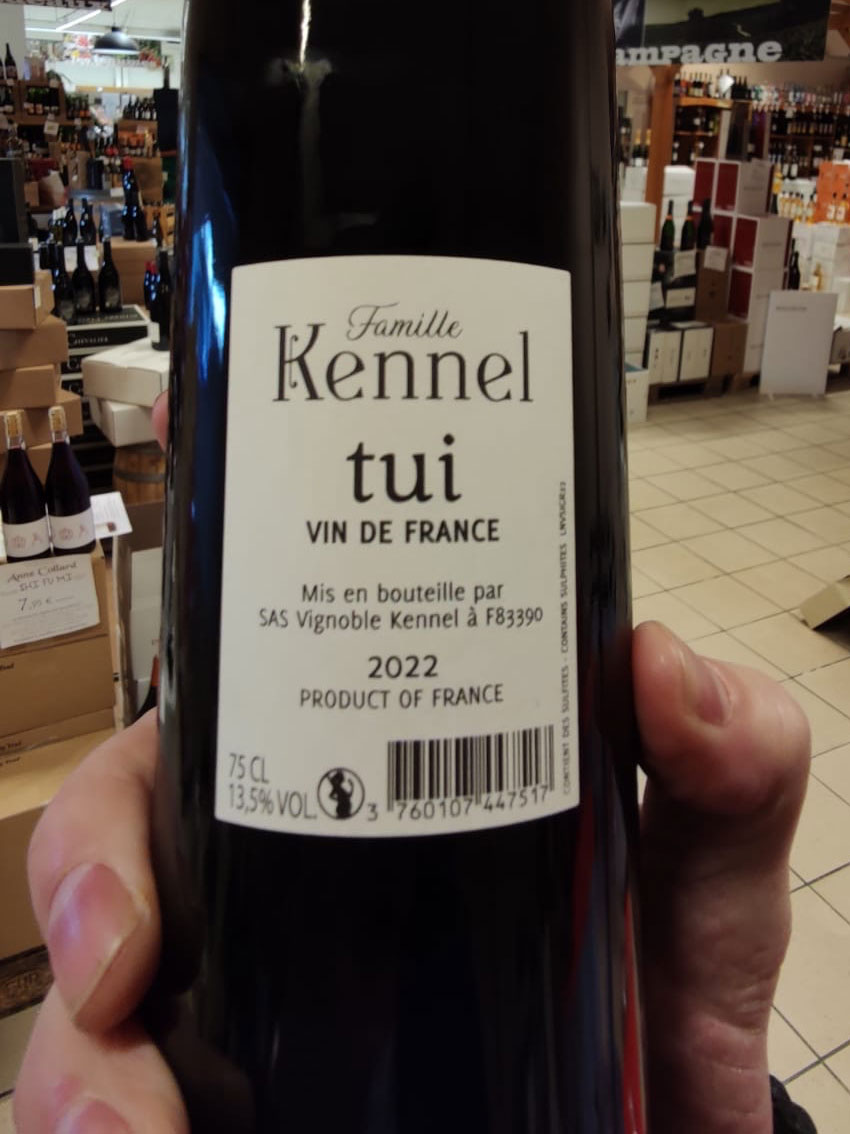 ampagne
Famille
Kennel
tui
VIN DE FRANCE
Mis en bouteille par
SAS Vignoble Kennel à F83390
2022
PRODUCT OF FRANCE
75 CL
13,5% VOL.
3 760107 447517
CONTIENT DES SULFITES - CONTAINS SULPHITES
Anne Collard
7,